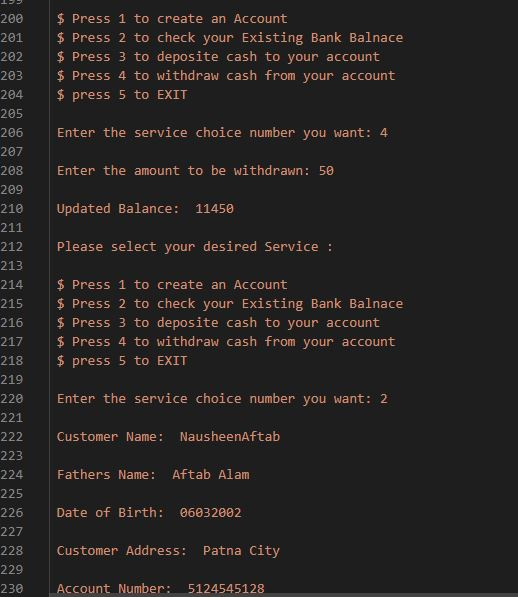 200 $ Press 1 to create an Account
201 $ Press 2 to check your Existing Bank Balnace
202 $ Press 3 to deposite cash to your account
203 $ Press 4 to withdraw cash from your account
204 $ press 5 to EXIT
205
206 Enter the service choice number you want: 4
207
208 Enter the amount to be withdrawn: 50
209
210 Updated Balance:  11450
211
212 Please select your desired Service :
213
214 $ Press 1 to create an Account
215 $ Press 2 to check your Existing Bank Balnace
216 $ Press 3 to deposite cash to your account
217 $ Press 4 to withdraw cash from your account
218 $ press 5 to EXIT
219
220 Enter the service choice number you want: 2
221
222 Customer Name:  NausheenAftab
223
224 Fathers Name:  Aftab Alam
225
226 Date of Birth:  06032002
227
228 Customer Address:  Patna City
229
230 Account Number:  5124545128